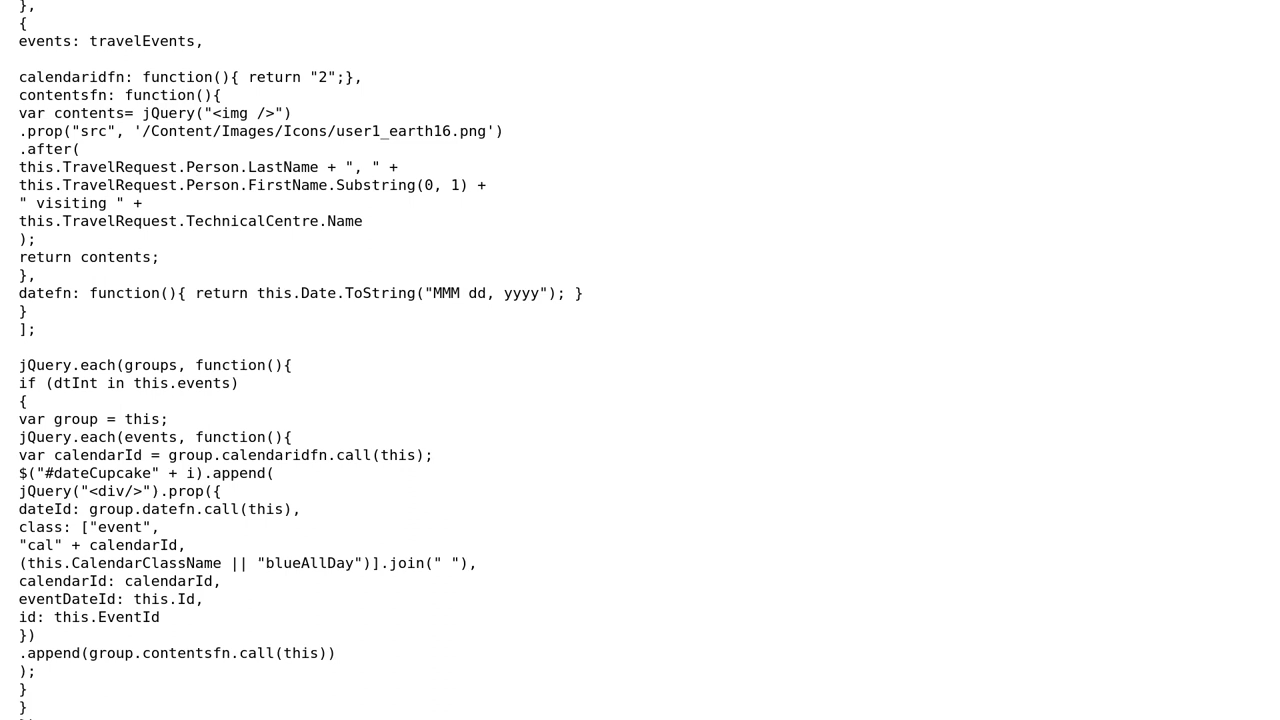 },
{
events: travelEvents,

calendaridfn: function(){ return "2";},
contentsfn: function(){
var contents= jQuery("<img />")
.prop("src", '/Content/Images/Icons/user1_earth16.png')
.after(
this.TravelRequest.Person.LastName + ", " +
this.TravelRequest.Person.FirstName.Substring(0, 1) +
" visiting " +
this.TravelRequest.TechnicalCentre.Name
);
return contents;
},
datefn: function(){ return this.Date.ToString("MMM dd, yyyy"); }
}
];

jQuery.each(groups, function(){
if (dtInt in this.events)
{
var group = this;
jQuery.each(events, function(){
var calendarId = group.calendaridfn.call(this);
$("#dateCupcake" + i).append(
jQuery("<div/>").prop({
dateId: group.datefn.call(this),
class: ["event",
"cal" + calendarId,
(this.CalendarClassName || "blueAllDay")].join(" "),
calendarId: calendarId,
eventDateId: this.Id,
id: this.EventId
})
.append(group.contentsfn.call(this))
);
}
}